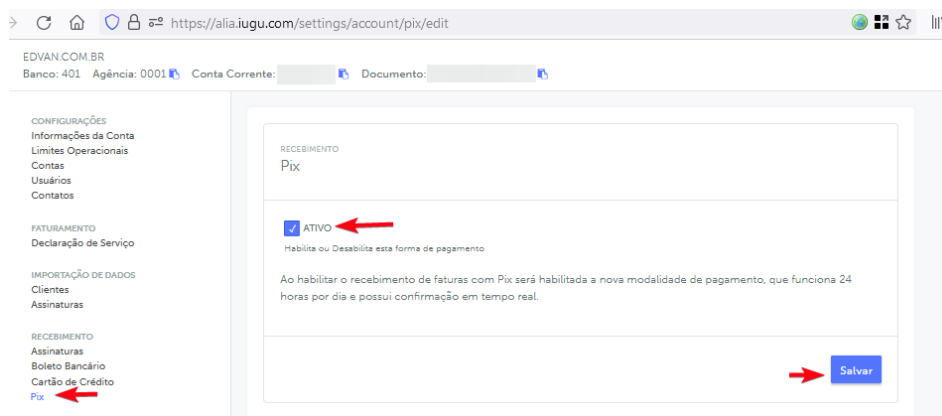 https://alia.iugu.com/settings/account/pix/edit
EDVAN.COM.BR
Banco: 401 Agência: 0001 Conta Corrente: Documento:
CONFIGURAÇÕES
Informações da Conta
Limites Operacionais
Contas
Usuários
Contatos
FATURAMENTO
Declaração de Serviço
IMPORTAÇÃO DE DADOS
Clientes
Assinaturas
RECEBIMENTO
Assinaturas
Boleto Bancário
Cartão de Crédito
Pix
RECEBIMENTO
Pix
ATIVO
Habilita ou Desabilita esta forma de pagamento
Ao habilitar o recebimento de faturas com Pix será habilitada a nova modalidade de pagamento, que funciona 24
horas por dia e possui confirmação em tempo real.
Salvar